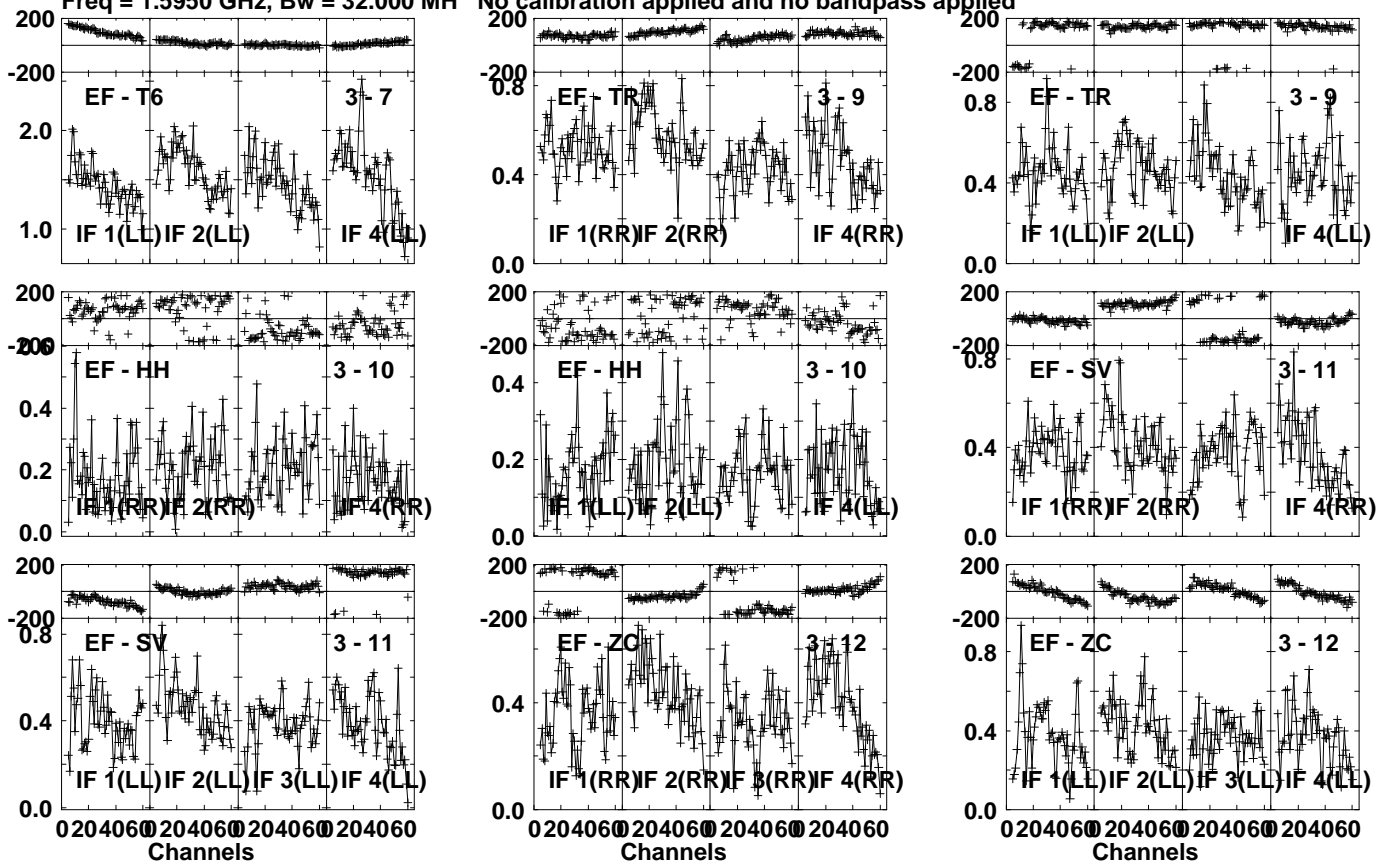 Freq = 1.5950 GHz, Bw = 32.000 MH No calibration applied and no bandpass applied
200 200 200
-200 -200 -200
EF - T6 3 - 7 EF - TR 3 - 9 EF - TR 3 - 9
2.0 0.8 0.8
1.0 0.4 0.4
IF 1(LL) IF 2(LL) IF 4(LL) IF 1(RR) IF 2(RR) IF 4(RR) IF 1(LL) IF 2(LL) IF 4(LL)
0.0 0.0
200 200 200
-200 -200 -200
0.6
EF - HH 3 - 10 EF - HH 3 - 10 EF - SV 3 - 11
0.4 0.4 0.8
0.2 0.2 0.4
IF 1(RR) IF 2(RR) IF 4(RR) IF 1(LL) IF 2(LL) IF 4(LL) IF 1(RR) IF 2(RR) IF 4(RR)
0.0 0.0 0.0
200 200 200
-200 -200 -200
EF - SV 3 - 11 EF - ZC 3 - 12 EF - ZC 3 - 12
0.8 0.8
0.4 0.4 0.4
IF 1(LL) IF 2(LL) IF 3(LL) IF 4(LL) IF 1(RR) IF 2(RR) IF 3(RR) IF 4(RR) IF 1(LL) IF 2(LL) IF 3(LL) IF 4(LL)
0.0 0.0 0.0
0 20 40 60 0 20 40 60 0 20 40 60 0 20 40 60 0 20 40 60 0 20 40 60 0 20 40 60 0 20 40 60 0 20 40 60 0 20 40 60 0 20 40 60 0 20 40 60
Channels Channels Channels